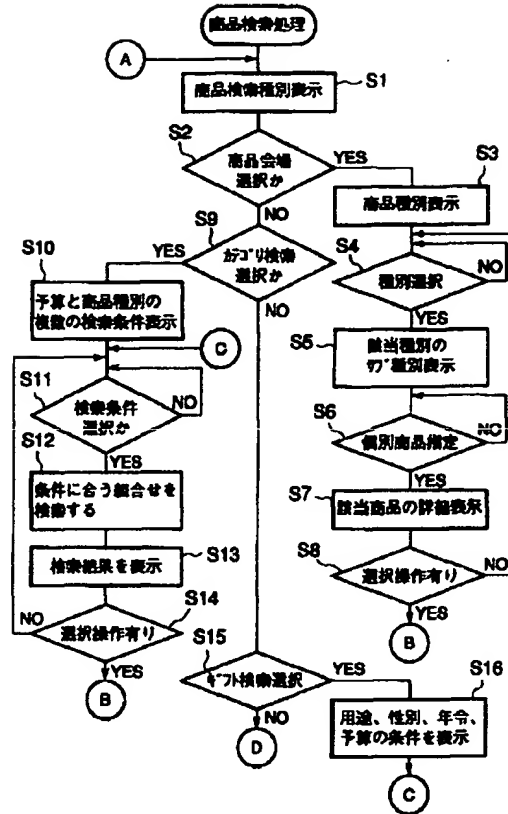 商品検索処理
A
商品検索種別表示
S1
S2
商品会場
選択か
YES
NO
S3
商品種別表示
S9
カテゴリ検索
選択か
YES
NO
S4
種別選択
NO
YES
S10
予算と商品種別の
複数の検索条件表示
C
S5
該当種別の
サブ種別表示
S11
検索条件
選択か
NO
YES
S6
個別商品指定
NO
YES
S12
条件に合う組合せを
検索する
S7
該当商品の詳細表示
S13
検索結果を表示
S8
選択操作有り
NO
YES
B
S14
選択操作有り
NO
YES
B
S15
ギフト検索選択
YES
NO
D
S16
用途、性別、年令、
予算の条件を表示
C